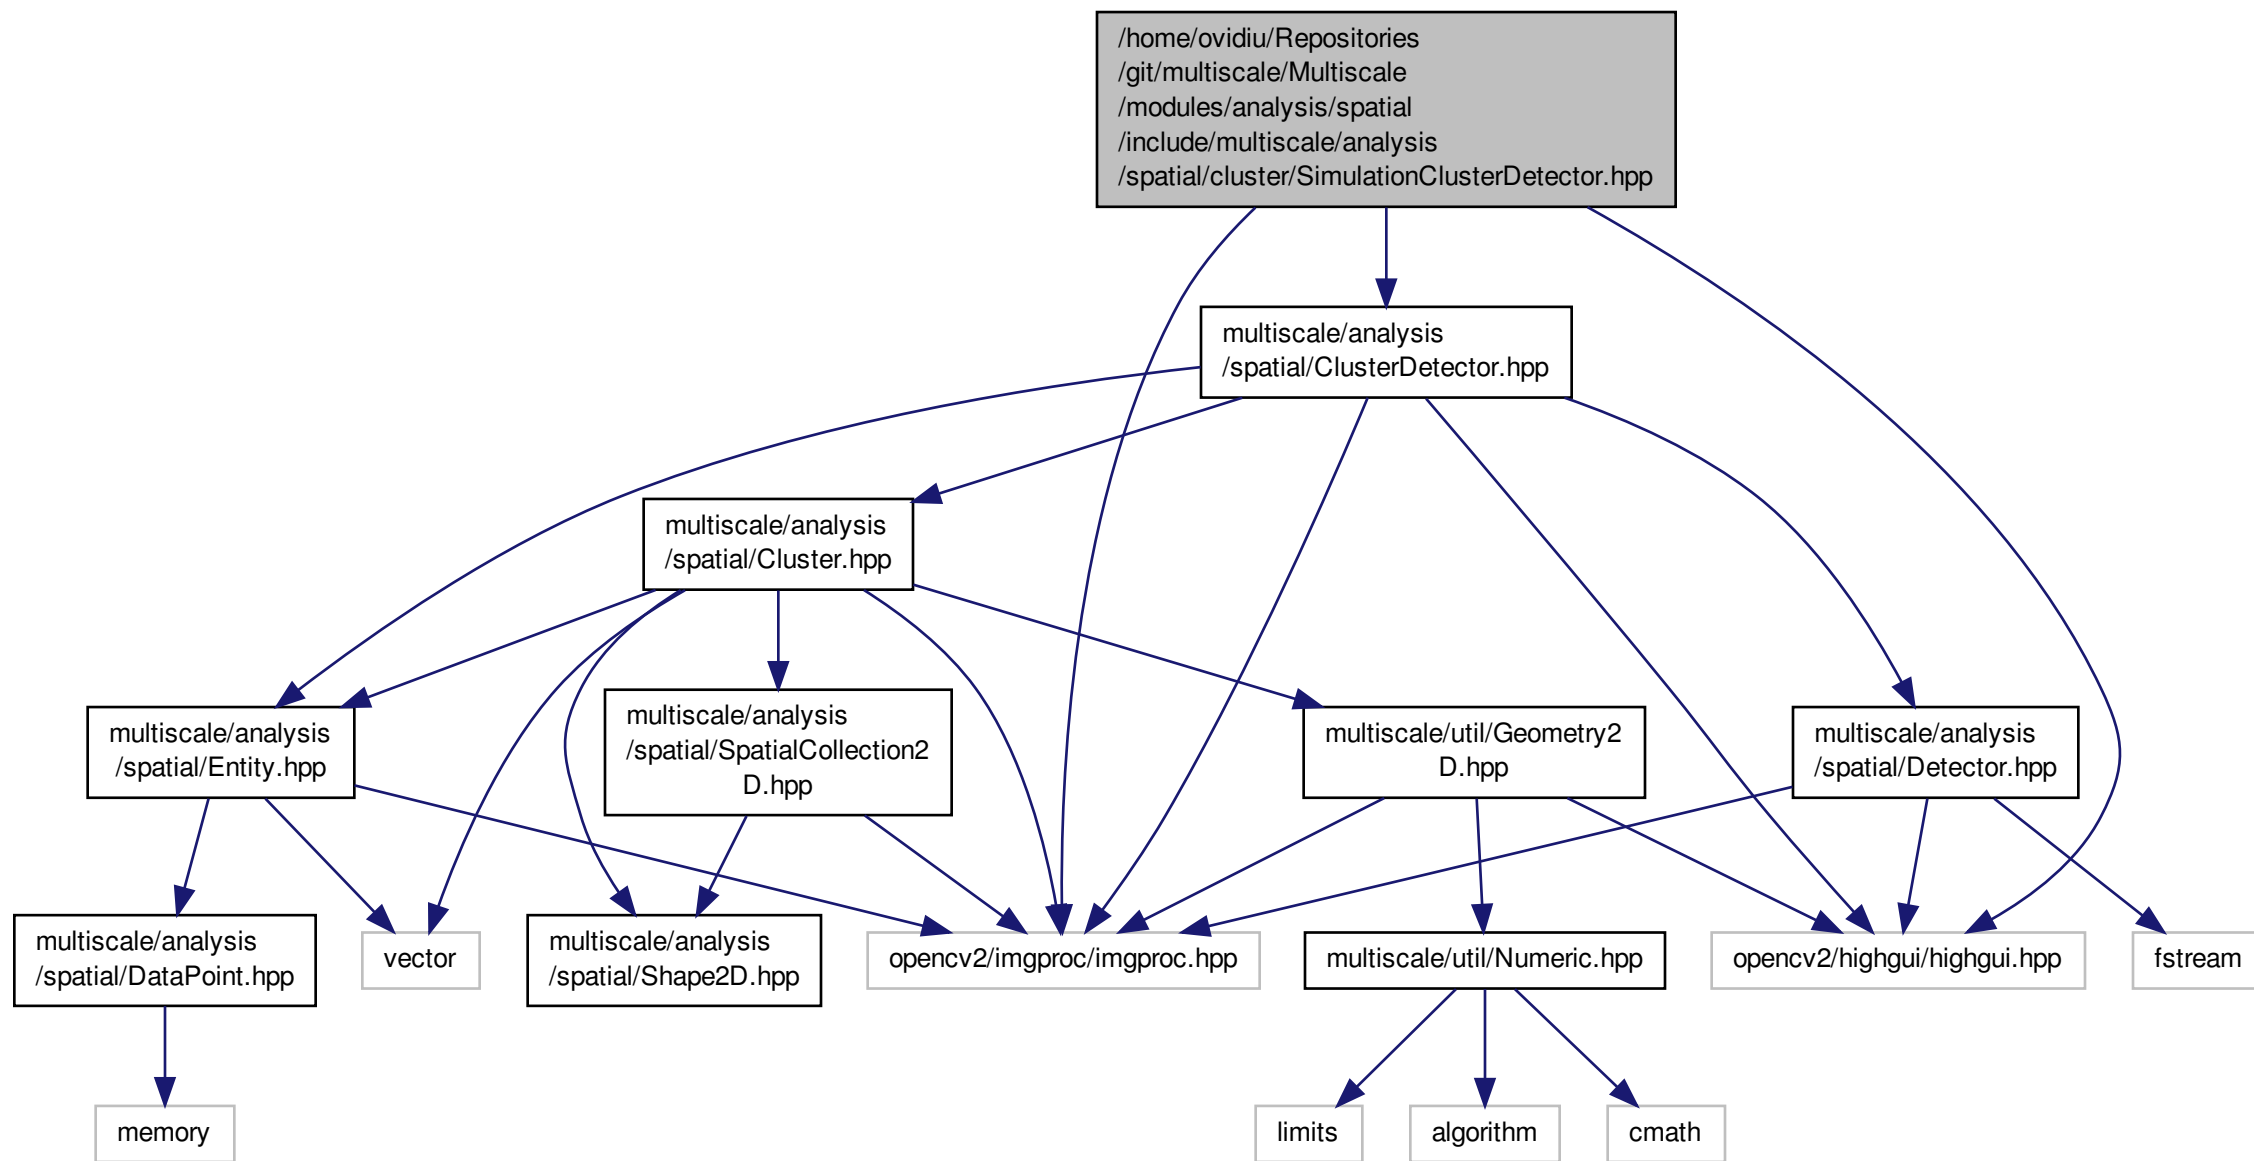 /home/ovidiu/Repositories
/git/multiscale/Multiscale
/modules/analysis/spatial
/include/multiscale/analysis
/spatial/cluster/SimulationClusterDetector.hpp
multiscale/analysis
/spatial/ClusterDetector.hpp
multiscale/analysis
/spatial/Cluster.hpp
multiscale/analysis
/spatial/Entity.hpp
multiscale/analysis
/spatial/SpatialCollection2
D.hpp
multiscale/util/Geometry2
D.hpp
multiscale/analysis
/spatial/Detector.hpp
multiscale/analysis
/spatial/DataPoint.hpp
vector
multiscale/analysis
/spatial/Shape2D.hpp
opencv2/imgproc/imgproc.hpp
multiscale/util/Numeric.hpp
opencv2/highgui/highgui.hpp
fstream
memory
limits
algorithm
cmath